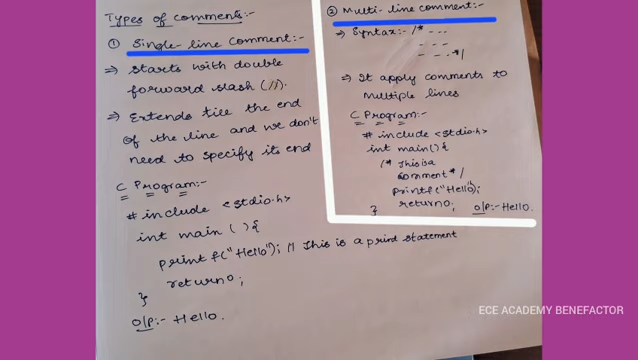 Types of comments:-
① Single-line comment:-
⇒ starts with double
forward slash (//).
⇒ Extends till the end
of the line and we don't
need to specify its end
C Program:-
# include <stdio.h>
int main ( ) {
print f("Hello"); // This is a print statement
return 0;
}
O/P:- Hello.
② Multi-line comment:-
⇒ Syntax:- /* - - -
- - -
- - - */
⇒ It apply comments to
Multiple lines
C Program:-
# include <stdio.h>
int main() {
/* This is a
comment */
printf("Hello");
return 0;
}
O/P:- Hello.
ECE ACADEMY BENEFACTOR